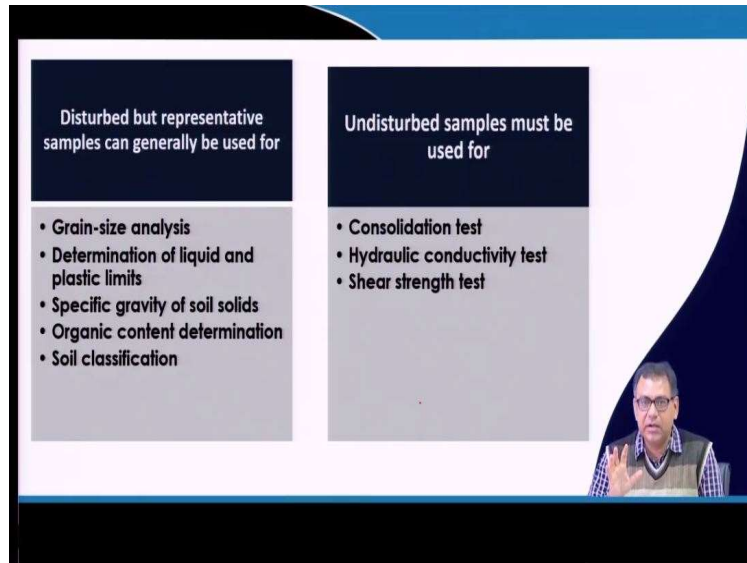 Disturbed but representative
samples can generally be used for
• Grain-size analysis
• Determination of liquid and
plastic limits
• Specific gravity of soil solids
• Organic content determination
• Soil classification
Undisturbed samples must be
used for
• Consolidation test
• Hydraulic conductivity test
• Shear strength test